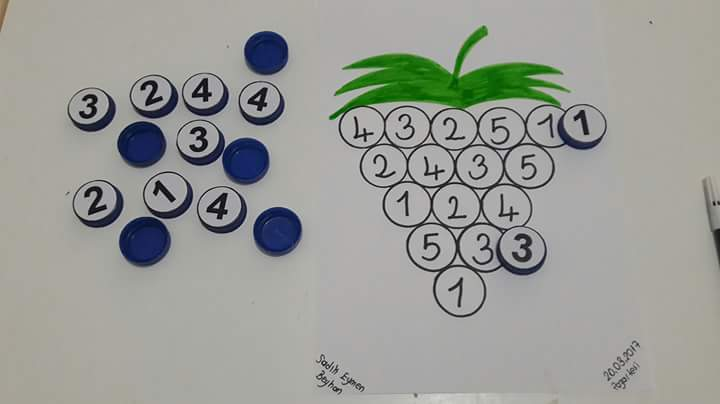 3 2 4 4
3
2 1 4
4 3 2 5 1 1
2 4 3 5
1 2 4
5 3 3
1
Sadık Eymen
Beyhan
20.03.2017